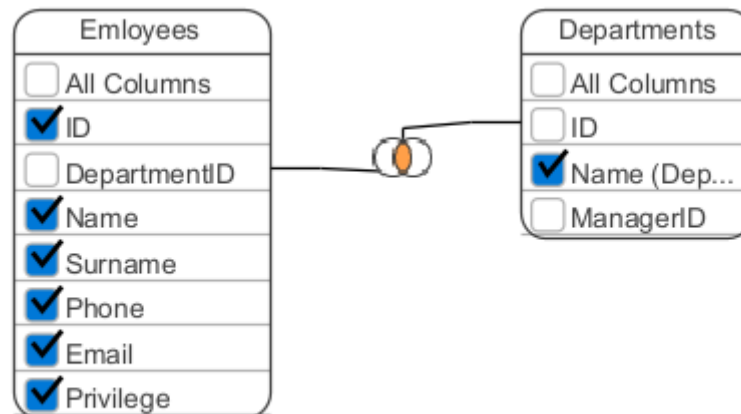 Emloyees
All Columns
ID
DepartmentID
Name
Surname
Phone
Email
Privilege
Departments
All Columns
ID
Name (Dep...
ManagerID